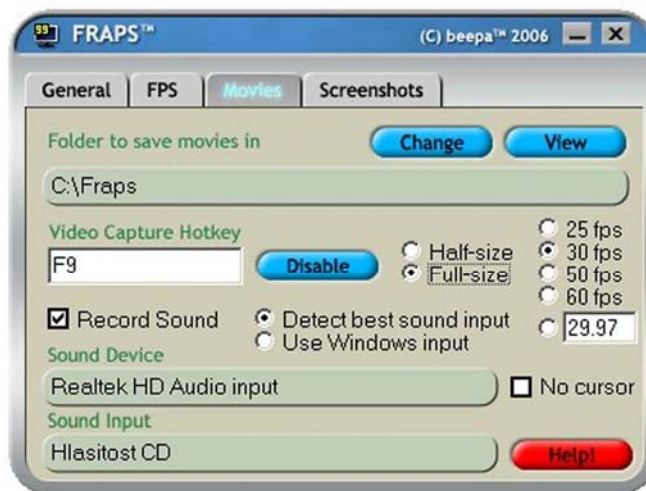 99 FRAPS™ (C) beepa™ 2006
General FPS Movies Screenshots
Folder to save movies in Change View
C:\Fraps
Video Capture Hotkey
F9 Disable
Half-size
Full-size
25 fps
30 fps
50 fps
60 fps
29.97
Record Sound
Detect best sound input
Use Windows input
Sound Device
Realtek HD Audio input No cursor
Sound Input
Hlasitost CD Help!